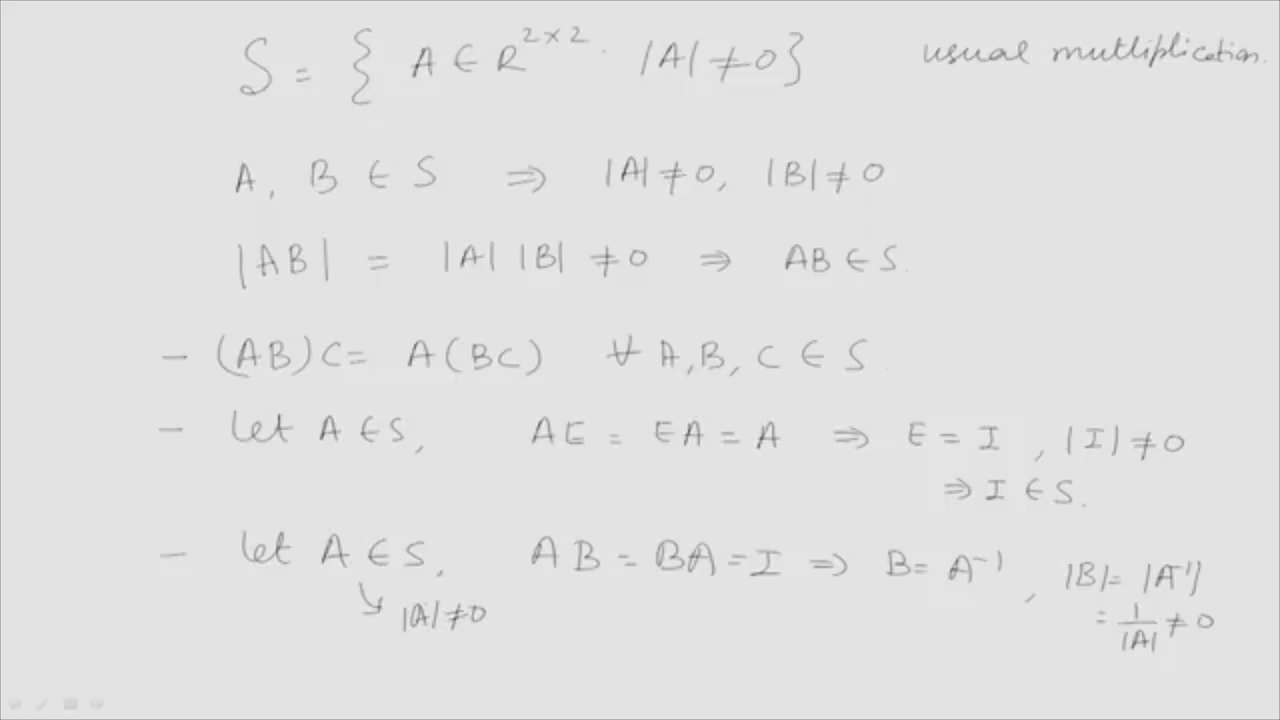 S = { A ∈ R^{2×2} · |A| ≠ 0 } usual mutliplication.
A, B ∈ S ⇒ |A| ≠ 0, |B| ≠ 0
|AB| = |A| |B| ≠ 0 ⇒ AB ∈ S.
- (AB)C = A(BC) ∀ A, B, C ∈ S
- let A ∈ S, AE = EA = A ⇒ E = I, |I| ≠ 0
⇒ I ∈ S.
- let A ∈ S, AB = BA = I ⇒ B = A^{-1}, |B| = |A^{-1}|
↘ |A| ≠ 0 = 1/|A| ≠ 0